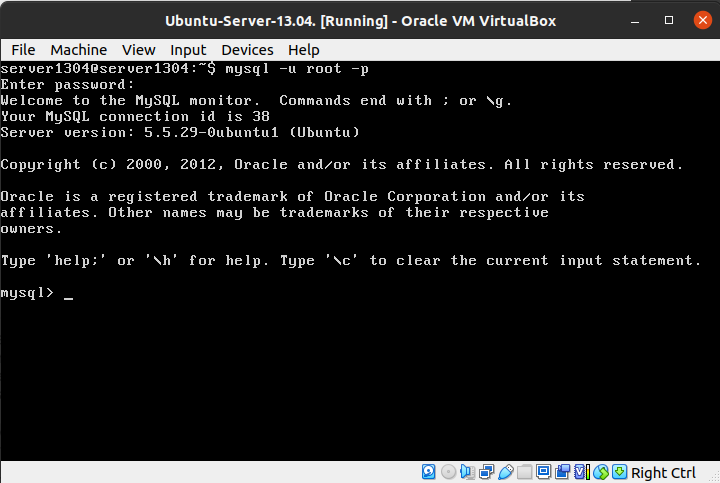 Ubuntu-Server-13.04. [Running] - Oracle VM VirtualBox
File Machine View Input Devices Help
server1304@server1304:~$ mysql -u root -p
Enter password:
Welcome to the MySQL monitor.  Commands end with ; or \g.
Your MySQL connection id is 38
Server version: 5.5.29-0ubuntu1 (Ubuntu)
Copyright (c) 2000, 2012, Oracle and/or its affiliates. All rights reserved.
Oracle is a registered trademark of Oracle Corporation and/or its
affiliates. Other names may be trademarks of their respective
owners.
Type 'help;' or '\h' for help. Type '\c' to clear the current input statement.
mysql> _
Right Ctrl